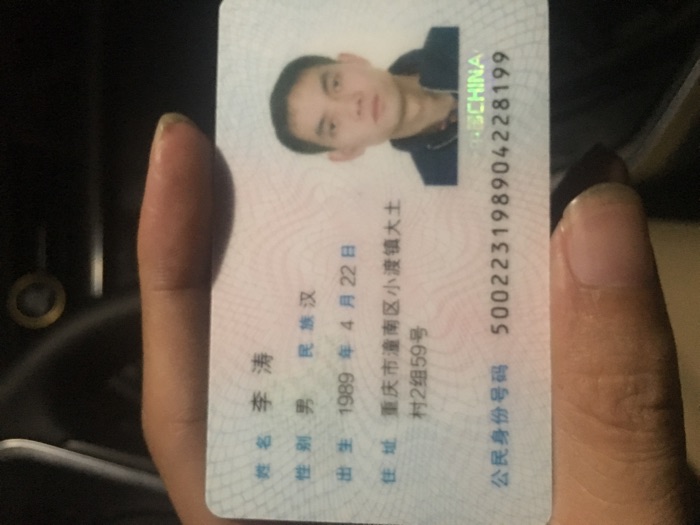 姓名 李涛
性别 男 民族 汉
出生 1989 年 4 月 22 日
住址 重庆市潼南区小渡镇大土
村2组59号
公民身份号码 500223198904228199
CHINA